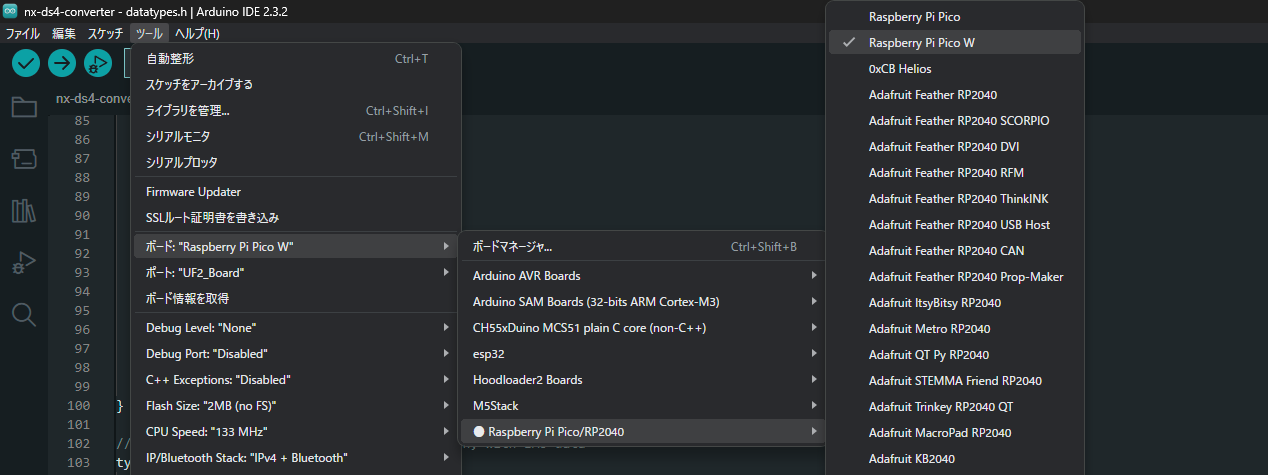 nx-ds4-converter - datatypes.h | Arduino IDE 2.3.2
ファイル 編集 スケッチ ツール ヘルプ(H)
nx-ds4-conve
85
86
87
88
89
90
91
92
93
94
95
96
97
98
99
100 }
101
102 //
103 ty
自動整形 Ctrl+T
スケッチをアーカイブする
ライブラリを管理... Ctrl+Shift+I
シリアルモニタ Ctrl+Shift+M
シリアルプロッタ
Firmware Updater
SSLルート証明書を書き込み
ボード: "Raspberry Pi Pico W"
ポート: "UF2_Board"
ボード情報を取得
Debug Level: "None"
Debug Port: "Disabled"
C++ Exceptions: "Disabled"
Flash Size: "2MB (no FS)"
CPU Speed: "133 MHz"
IP/Bluetooth Stack: "IPv4 + Bluetooth"
ボードマネージャ... Ctrl+Shift+B
Arduino AVR Boards
Arduino SAM Boards (32-bits ARM Cortex-M3)
CH55xDuino MCS51 plain C core (non-C++)
esp32
Hoodloader2 Boards
M5Stack
Raspberry Pi Pico/RP2040
Raspberry Pi Pico
Raspberry Pi Pico W
0xCB Helios
Adafruit Feather RP2040
Adafruit Feather RP2040 SCORPIO
Adafruit Feather RP2040 DVI
Adafruit Feather RP2040 RFM
Adafruit Feather RP2040 ThinkINK
Adafruit Feather RP2040 USB Host
Adafruit Feather RP2040 CAN
Adafruit Feather RP2040 Prop-Maker
Adafruit ItsyBitsy RP2040
Adafruit Metro RP2040
Adafruit QT Py RP2040
Adafruit STEMMA Friend RP2040
Adafruit Trinkey RP2040 QT
Adafruit MacroPad RP2040
Adafruit KB2040